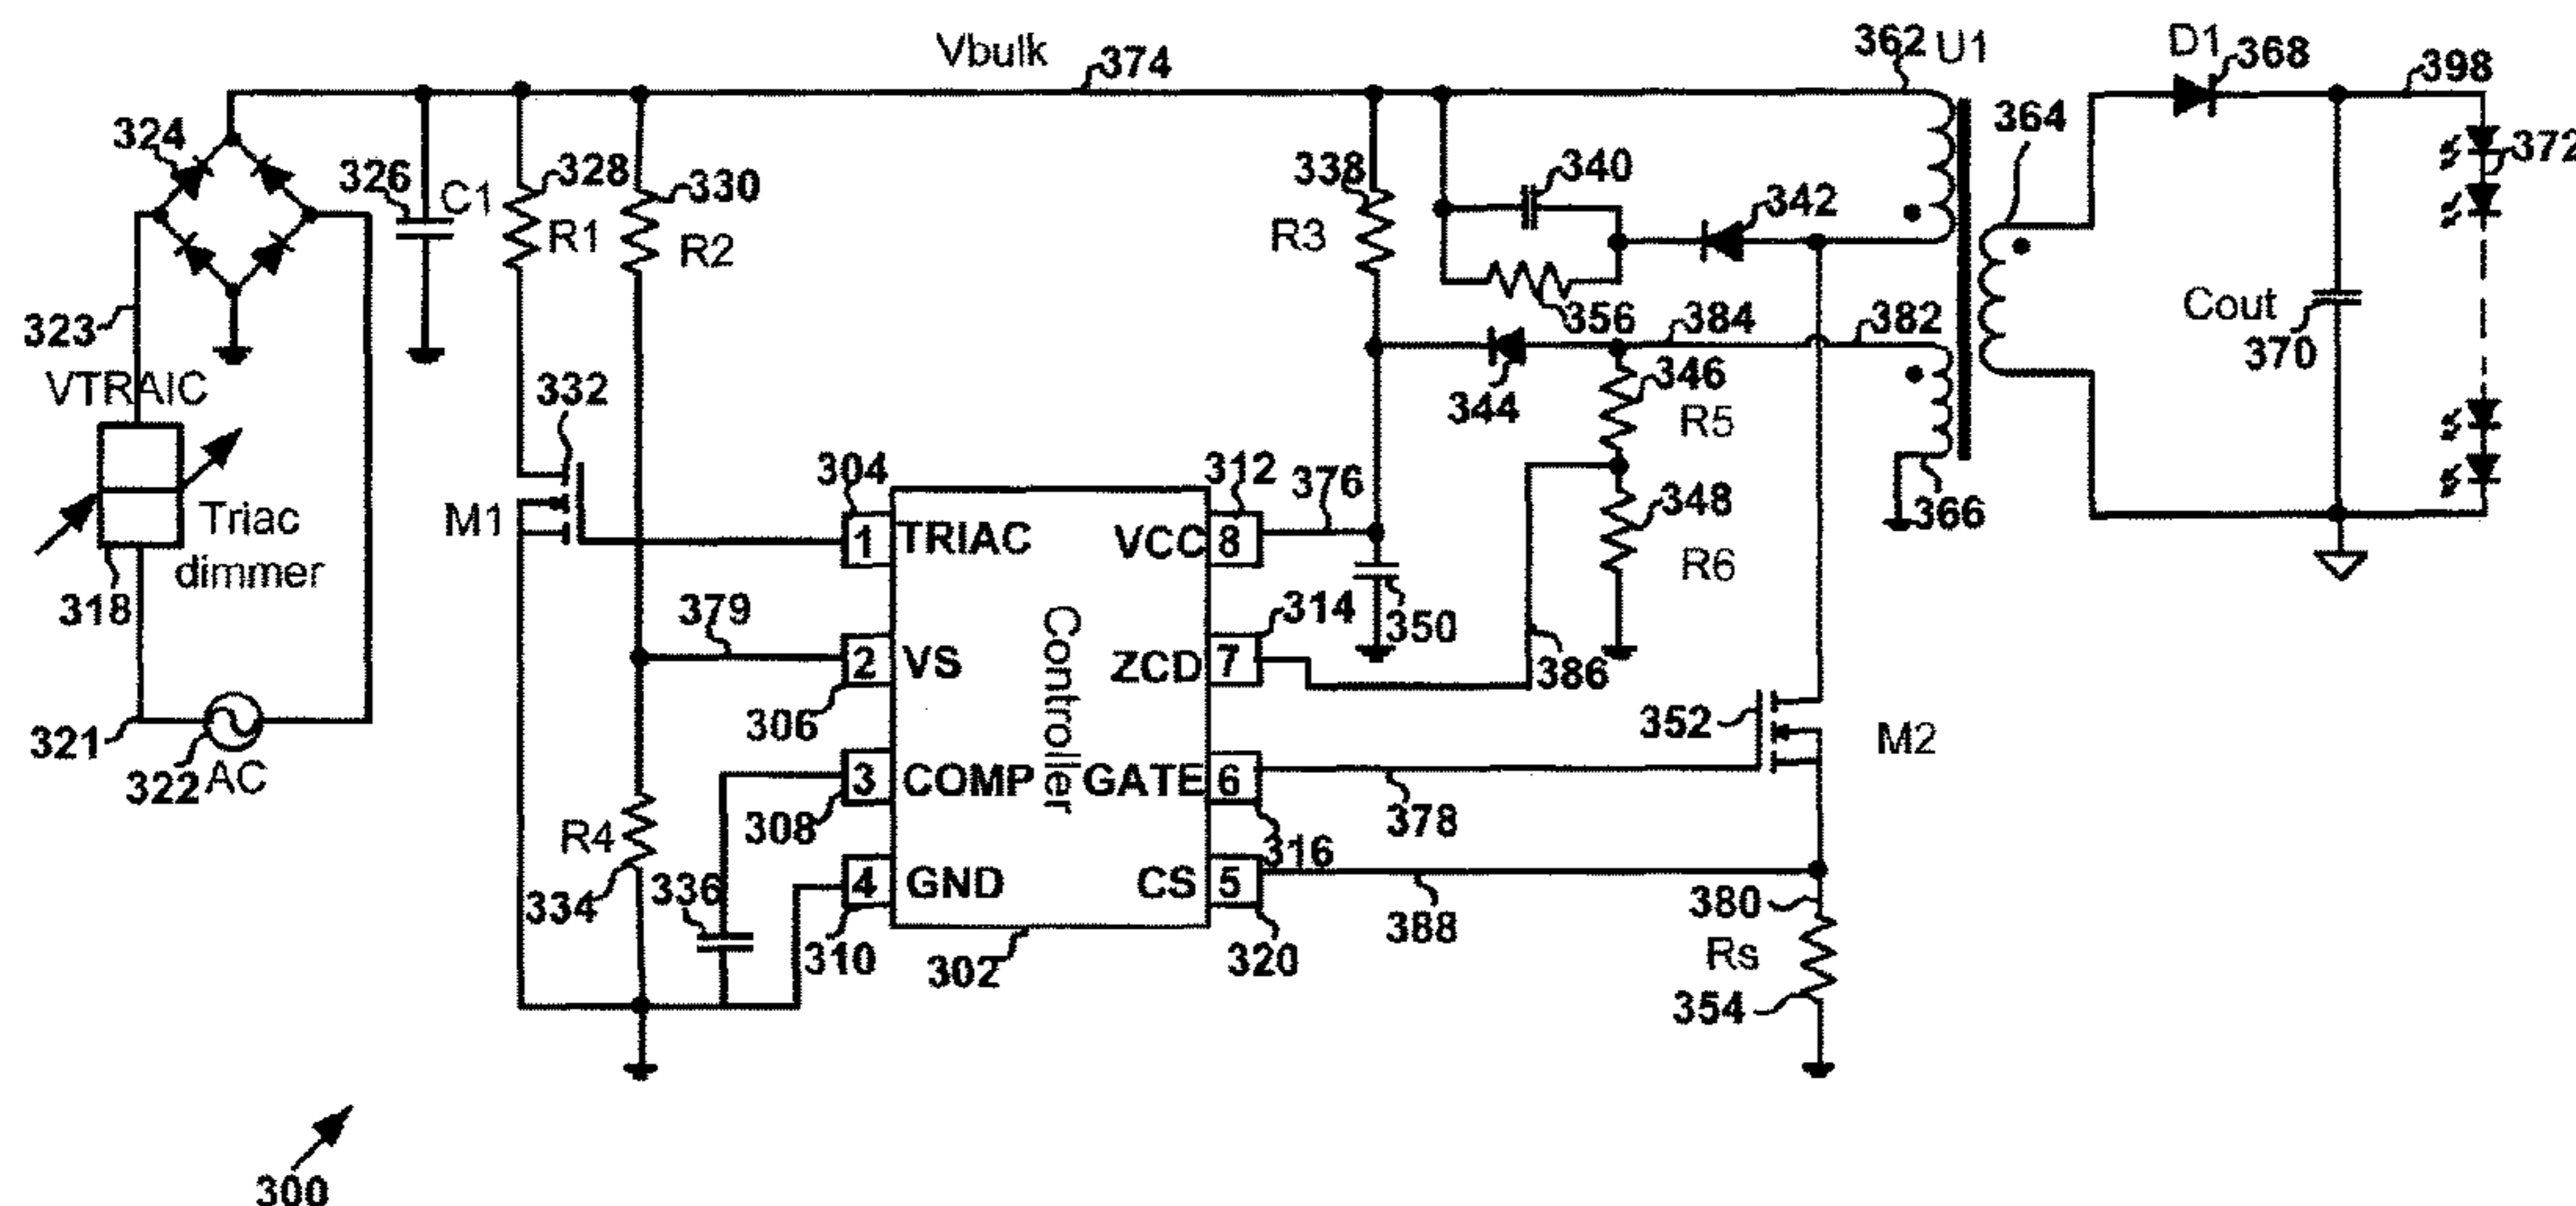 Vbulk
374
362
U1
D1
368
398
324
326
C1
328
R1
330
R2
338
R3
340
342
364
372
356
384
382
Cout
370
323
VTRAIC
332
344
346
R5
M1
304
312
376
366
348
R6
Triac
dimmer
318
1
TRIAC
VCC
8
350
314
379
2
VS
ZCD
7
386
306
Controller
352
M2
321
322
AC
3
COMP
GATE
6
308
378
316
R4
334
336
4
GND
CS
5
310
302
320
388
380
Rs
354
300